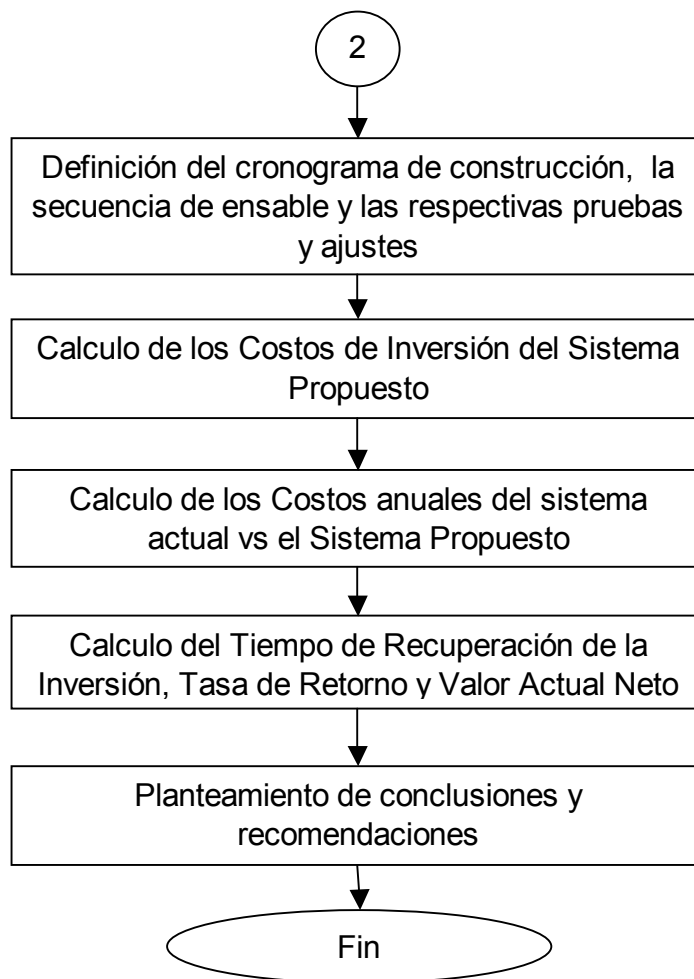 2
Definición del cronograma de construcción, la
secuencia de ensable y las respectivas pruebas
y ajustes
Calculo de los Costos de Inversión del Sistema
Propuesto
Calculo de los Costos anuales del sistema
actual vs el Sistema Propuesto
Calculo del Tiempo de Recuperación de la
Inversión, Tasa de Retorno y Valor Actual Neto
Planteamiento de conclusiones y
recomendaciones
Fin